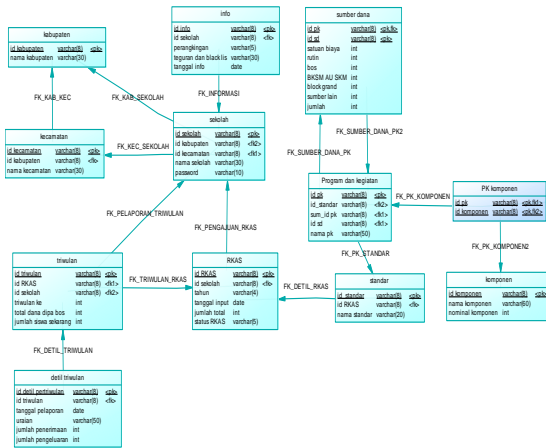 kabupaten
id kabupaten varchar(8) <pk>
nama kabupaten varchar(30)
info
id info varchar(8) <pk>
id sekolah varchar(8) <fk>
perangkingan varchar(5)
teguran dan black lis varchar(30)
tanggal info date
sumber dana
id pk varchar(8) <pk,fk>
id sd varchar(8) <pk>
satuan biaya int
rutin int
bos int
BKSM AU SKM int
block grand int
sumber lain int
jumlah int
FK_KAB_KEC
FK_KAB_SEKOLAH
FK_INFORMASI
kecamatan
id kecamatan varchar(8) <pk>
id kabupaten varchar(8) <fk>
nama kecamatan varchar(30)
FK_KEC_SEKOLAH
sekolah
id sekolah varchar(8) <pk>
id kabupaten varchar(8) <fk2>
id kecamatan varchar(8) <fk1>
nama sekolah varchar(30)
password varchar(10)
FK_SUMBER_DANA_PK2
FK_SUMBER_DANA_PK
Program dan kegiatan
id pk varchar(8) <pk>
id_standar varchar(8) <fk2>
sum_id pk varchar(8) <fk1>
id sd varchar(8) <fk1>
nama pk varchar(50)
FK_PK_KOMPONEN
PK komponen
id pk varchar(8) <pk,fk1>
id komponen varchar(8) <pk,fk2>
FK_PELAPORAN_TRIWULAN
FK_PENGAJUAN_RKAS
FK_PK_STANDAR
FK_PK_KOMPONEN2
triwulan
id triwulan varchar(8) <pk>
id RKAS varchar(8) <fk1>
id sekolah varchar(8) <fk2>
triwulan ke int
total dana dipa bos int
jumlah siswa sekarang int
FK_TRIWULAN_RKAS
RKAS
id RKAS varchar(8) <pk>
id sekolah varchar(8) <fk>
tahun varchar(4)
tanggal input date
jumlah total int
status RKAS varchar(5)
FK_DETIL_RKAS
standar
id_standar varchar(8) <pk>
id RKAS varchar(8) <fk>
nama standar varchar(20)
komponen
id komponen varchar(8) <pk>
nama komponen varchar(60)
nominal komponen int
FK_DETIL_TRIWULAN
detil triwulan
id detil pertriwulan varchar(8) <pk>
id triwulan varchar(8) <fk>
tanggal pelaporan date
uraian varchar(50)
jumlah penerimaan int
jumlah pengeluaran int